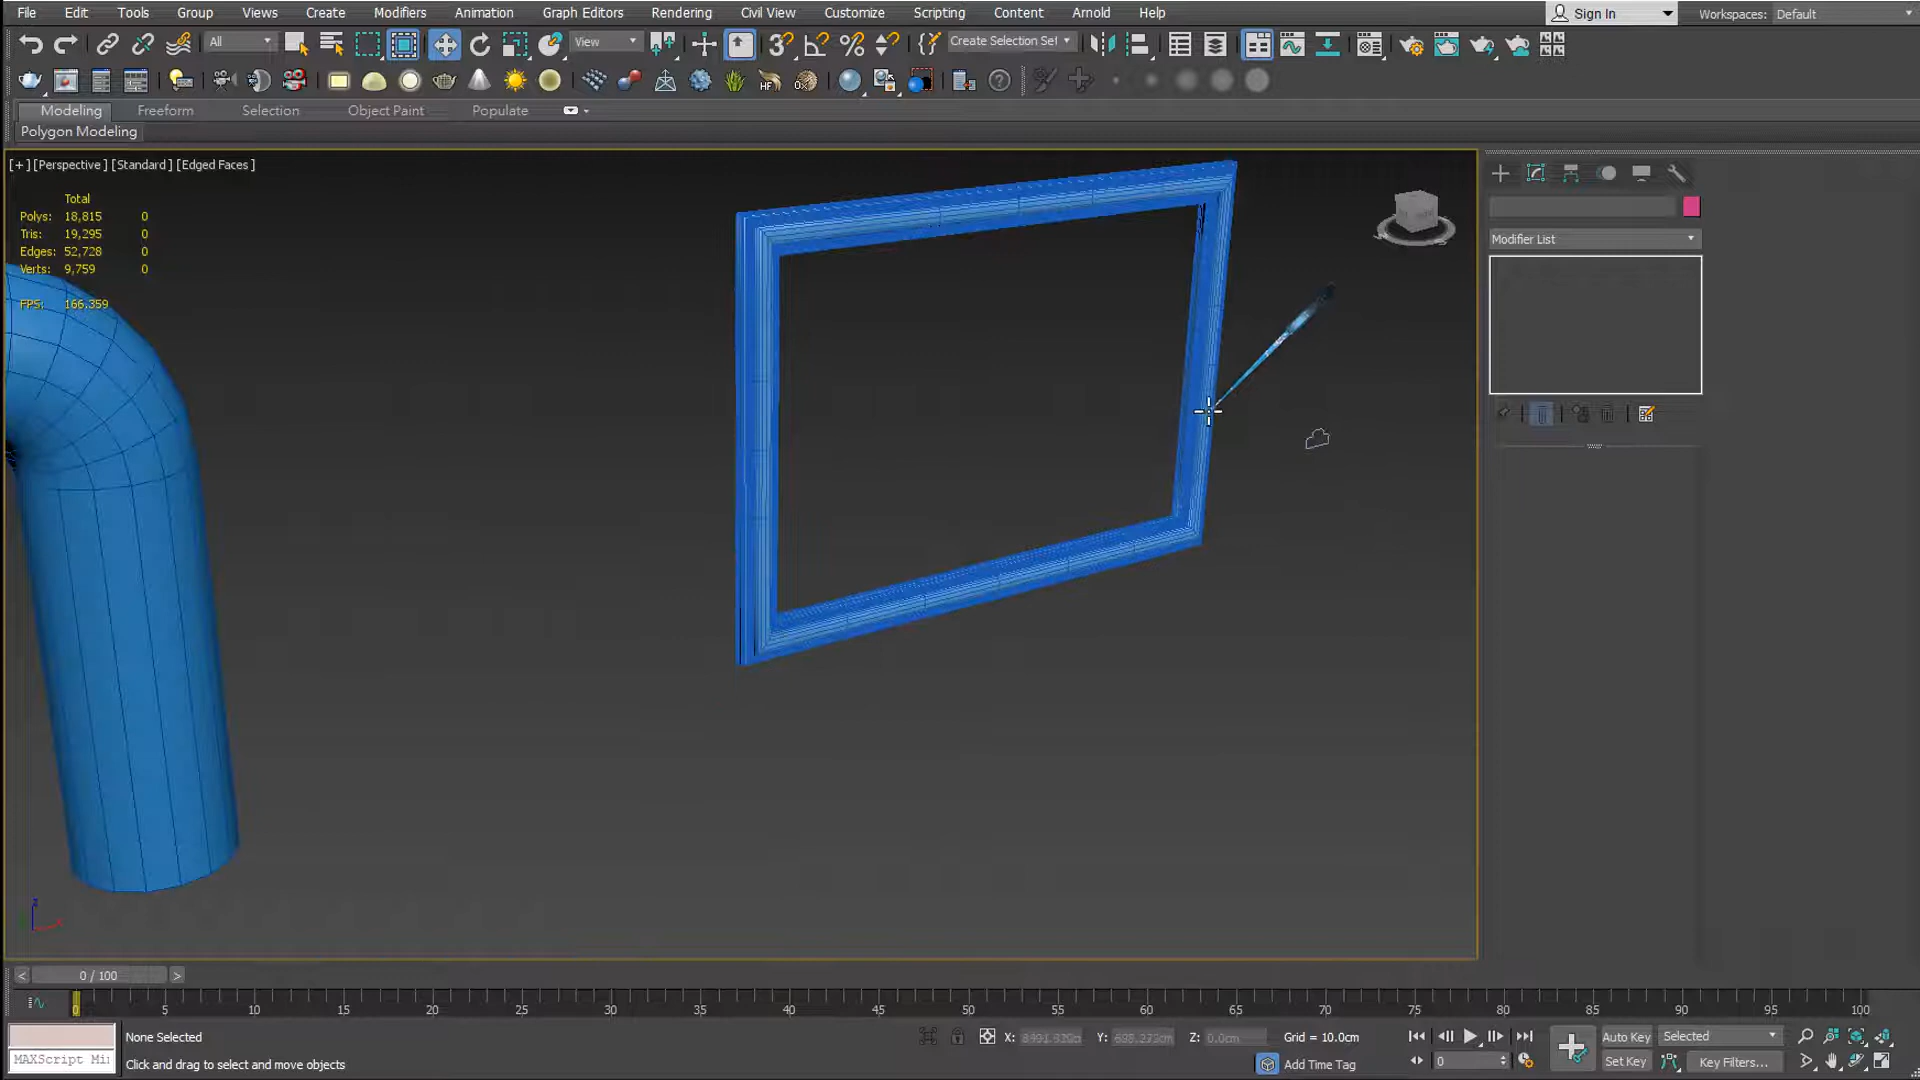 File Edit Tools Group Views Create Modifiers Animation Graph Editors Rendering Civil View Customize Scripting Content Arnold Help Sign In Workspaces: Default
All View Create Selection Set
Modeling Freeform Selection Object Paint Populate
Polygon Modeling
[+] [Perspective] [Standard] [Edged Faces]
Total
Polys: 18,815 0
Tris: 19,295 0
Edges: 52,728 0
Verts: 9,759 0
FPS: 166.359
Modifier List
< 0 / 100 >
0 5 10 15 20 25 30 35 40 45 50 55 60 65 70 75 80 85 90 95 100
None Selected X: Y: Z: 0.0cm Grid = 10.0cm Auto Key Selected
MAXScript Mi Click and drag to select and move objects Add Time Tag 0 Set Key Key Filters...